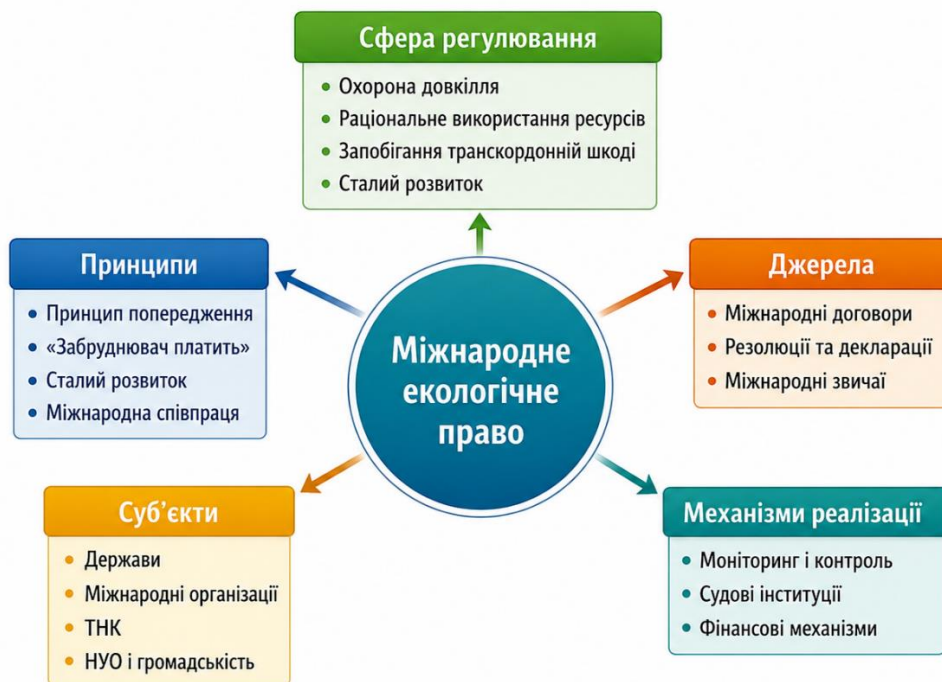 Сфера регулювання
• Охорона довкілля
• Раціональне використання ресурсів
• Запобігання транскордонній шкоді
• Сталий розвиток
Принципи
• Принцип попередження
• «Забруднювач платить»
• Сталий розвиток
• Міжнародна співпраця
Міжнародне
екологічне
право
Джерела
• Міжнародні договори
• Резолюції та декларації
• Міжнародні звичаї
Суб’єкти
• Держави
• Міжнародні організації
• ТНК
• НУО і громадськість
Механізми реалізації
• Моніторинг і контроль
• Судові інституції
• Фінансові механізми